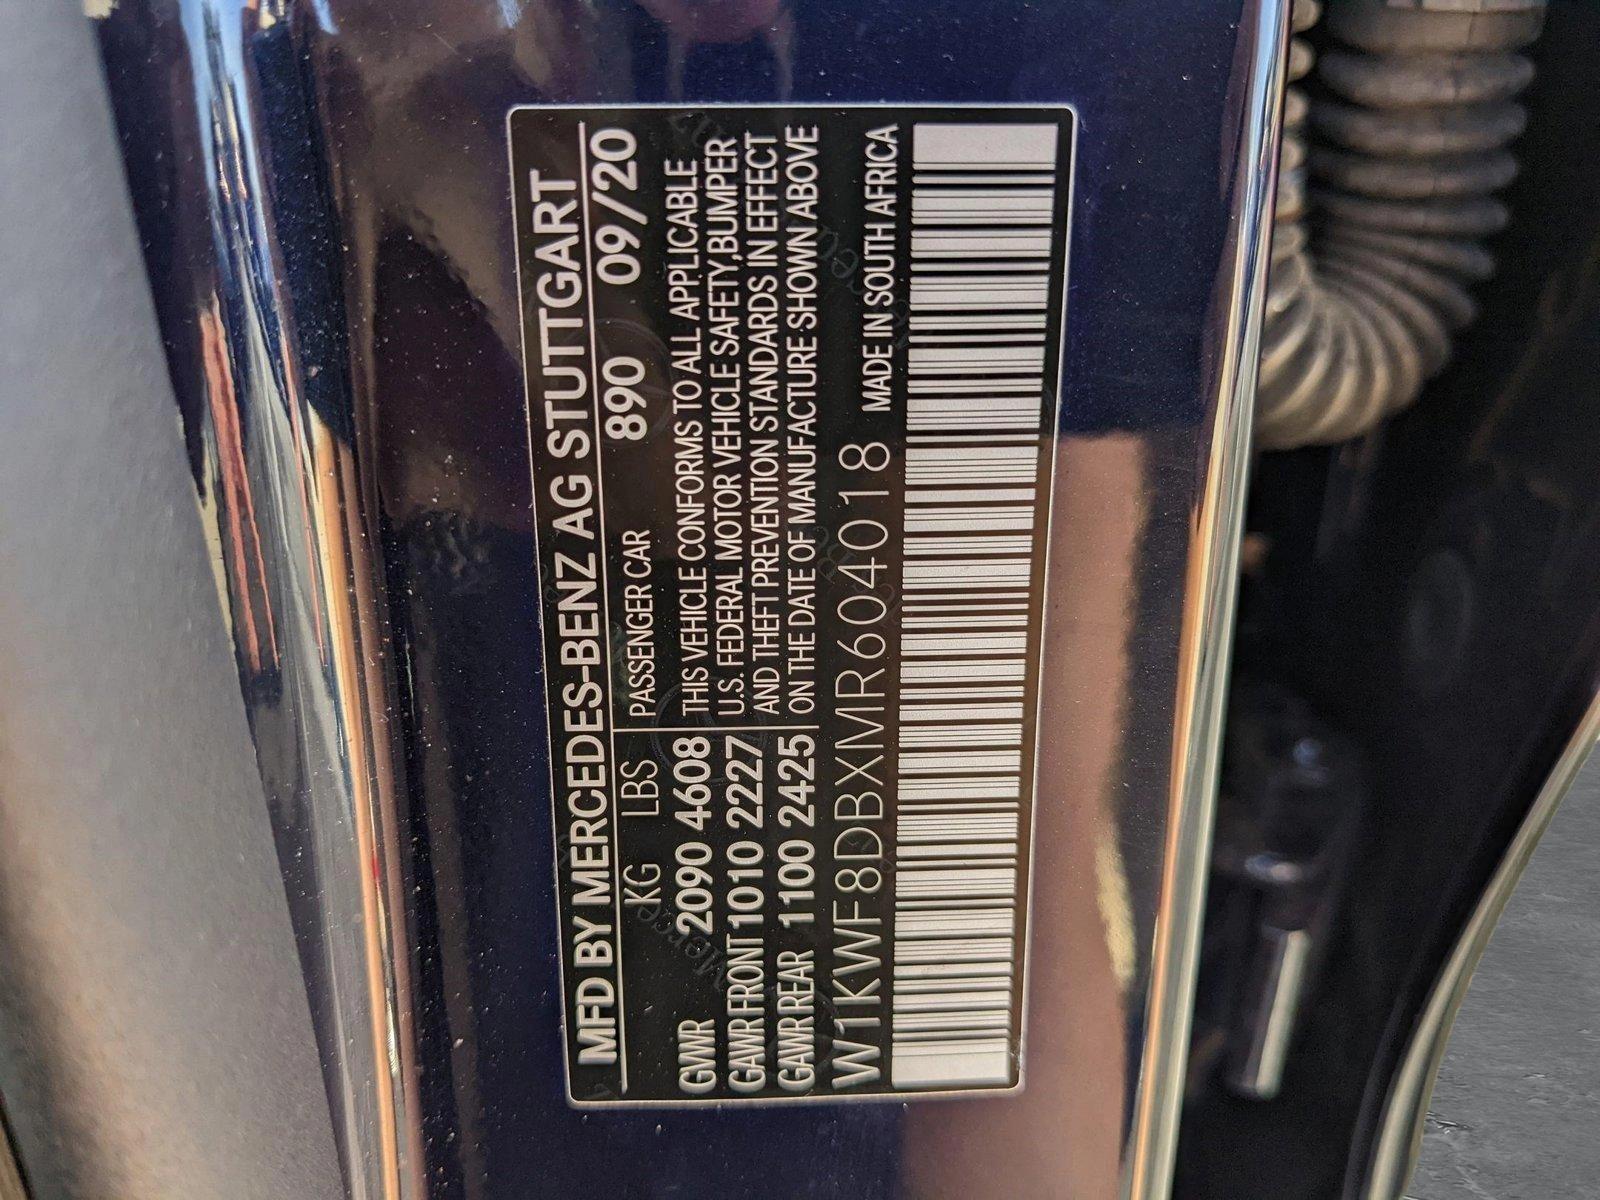 MFD BY MERCEDES-BENZ AG STUTTGART
KG LBS PASSENGER CAR 890 09/20
GVWR 2090 4608 THIS VEHICLE CONFORMS TO ALL APPLICABLE
GAWR FRONT 1010 2227 U.S. FEDERAL MOTOR VEHICLE SAFETY,BUMPER
GAWR REAR 1100 2425 AND THEFT PREVENTION STANDARDS IN EFFECT
ON THE DATE OF MANUFACTURE SHOWN ABOVE
W1KWF8DBXMR604018 MADE IN SOUTH AFRICA